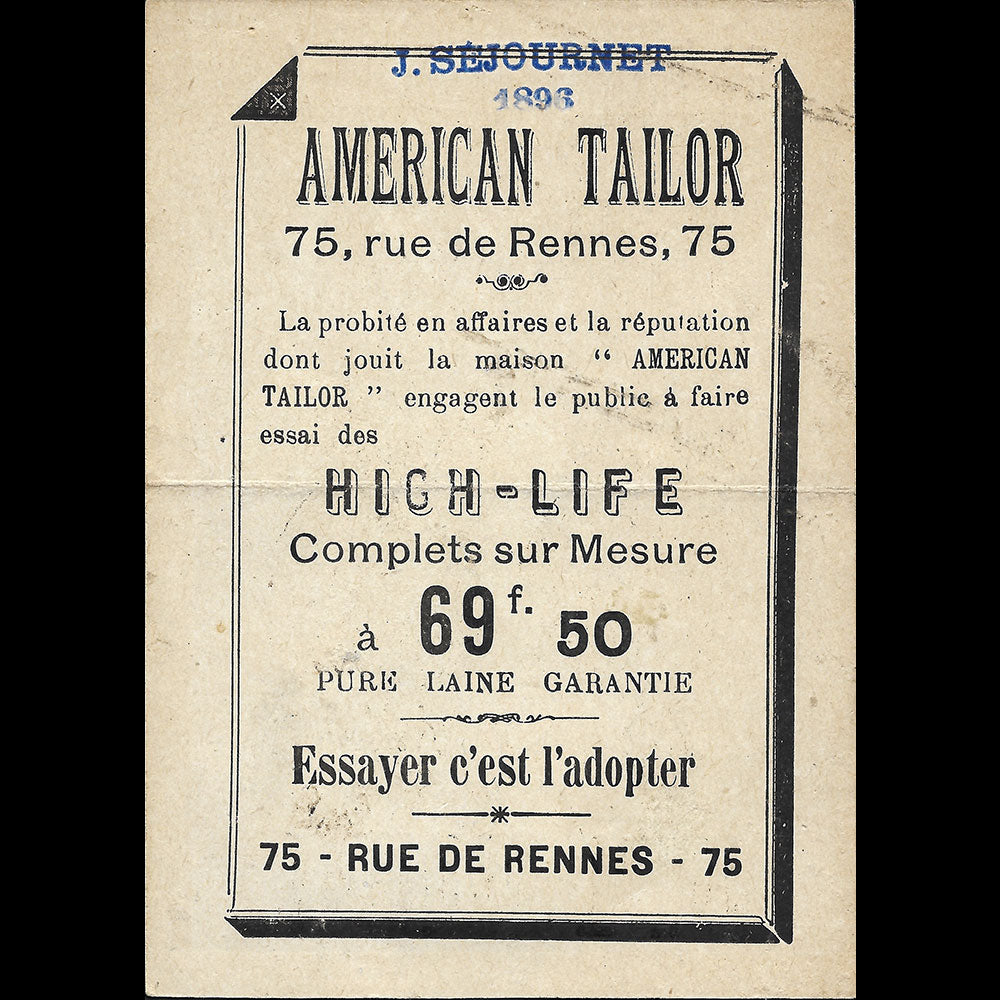 J. SÉJOURNET
1896
AMERICAN TAILOR
75, rue de Rennes, 75
La probité en affaires et la réputation
dont jouit la maison “ AMERICAN
TAILOR ” engagent le public à faire
essai des
HIGH-LIFE
Complets sur Mesure
à 69f. 50
PURE LAINE GARANTIE
Essayer c'est l'adopter
75 - RUE DE RENNES - 75